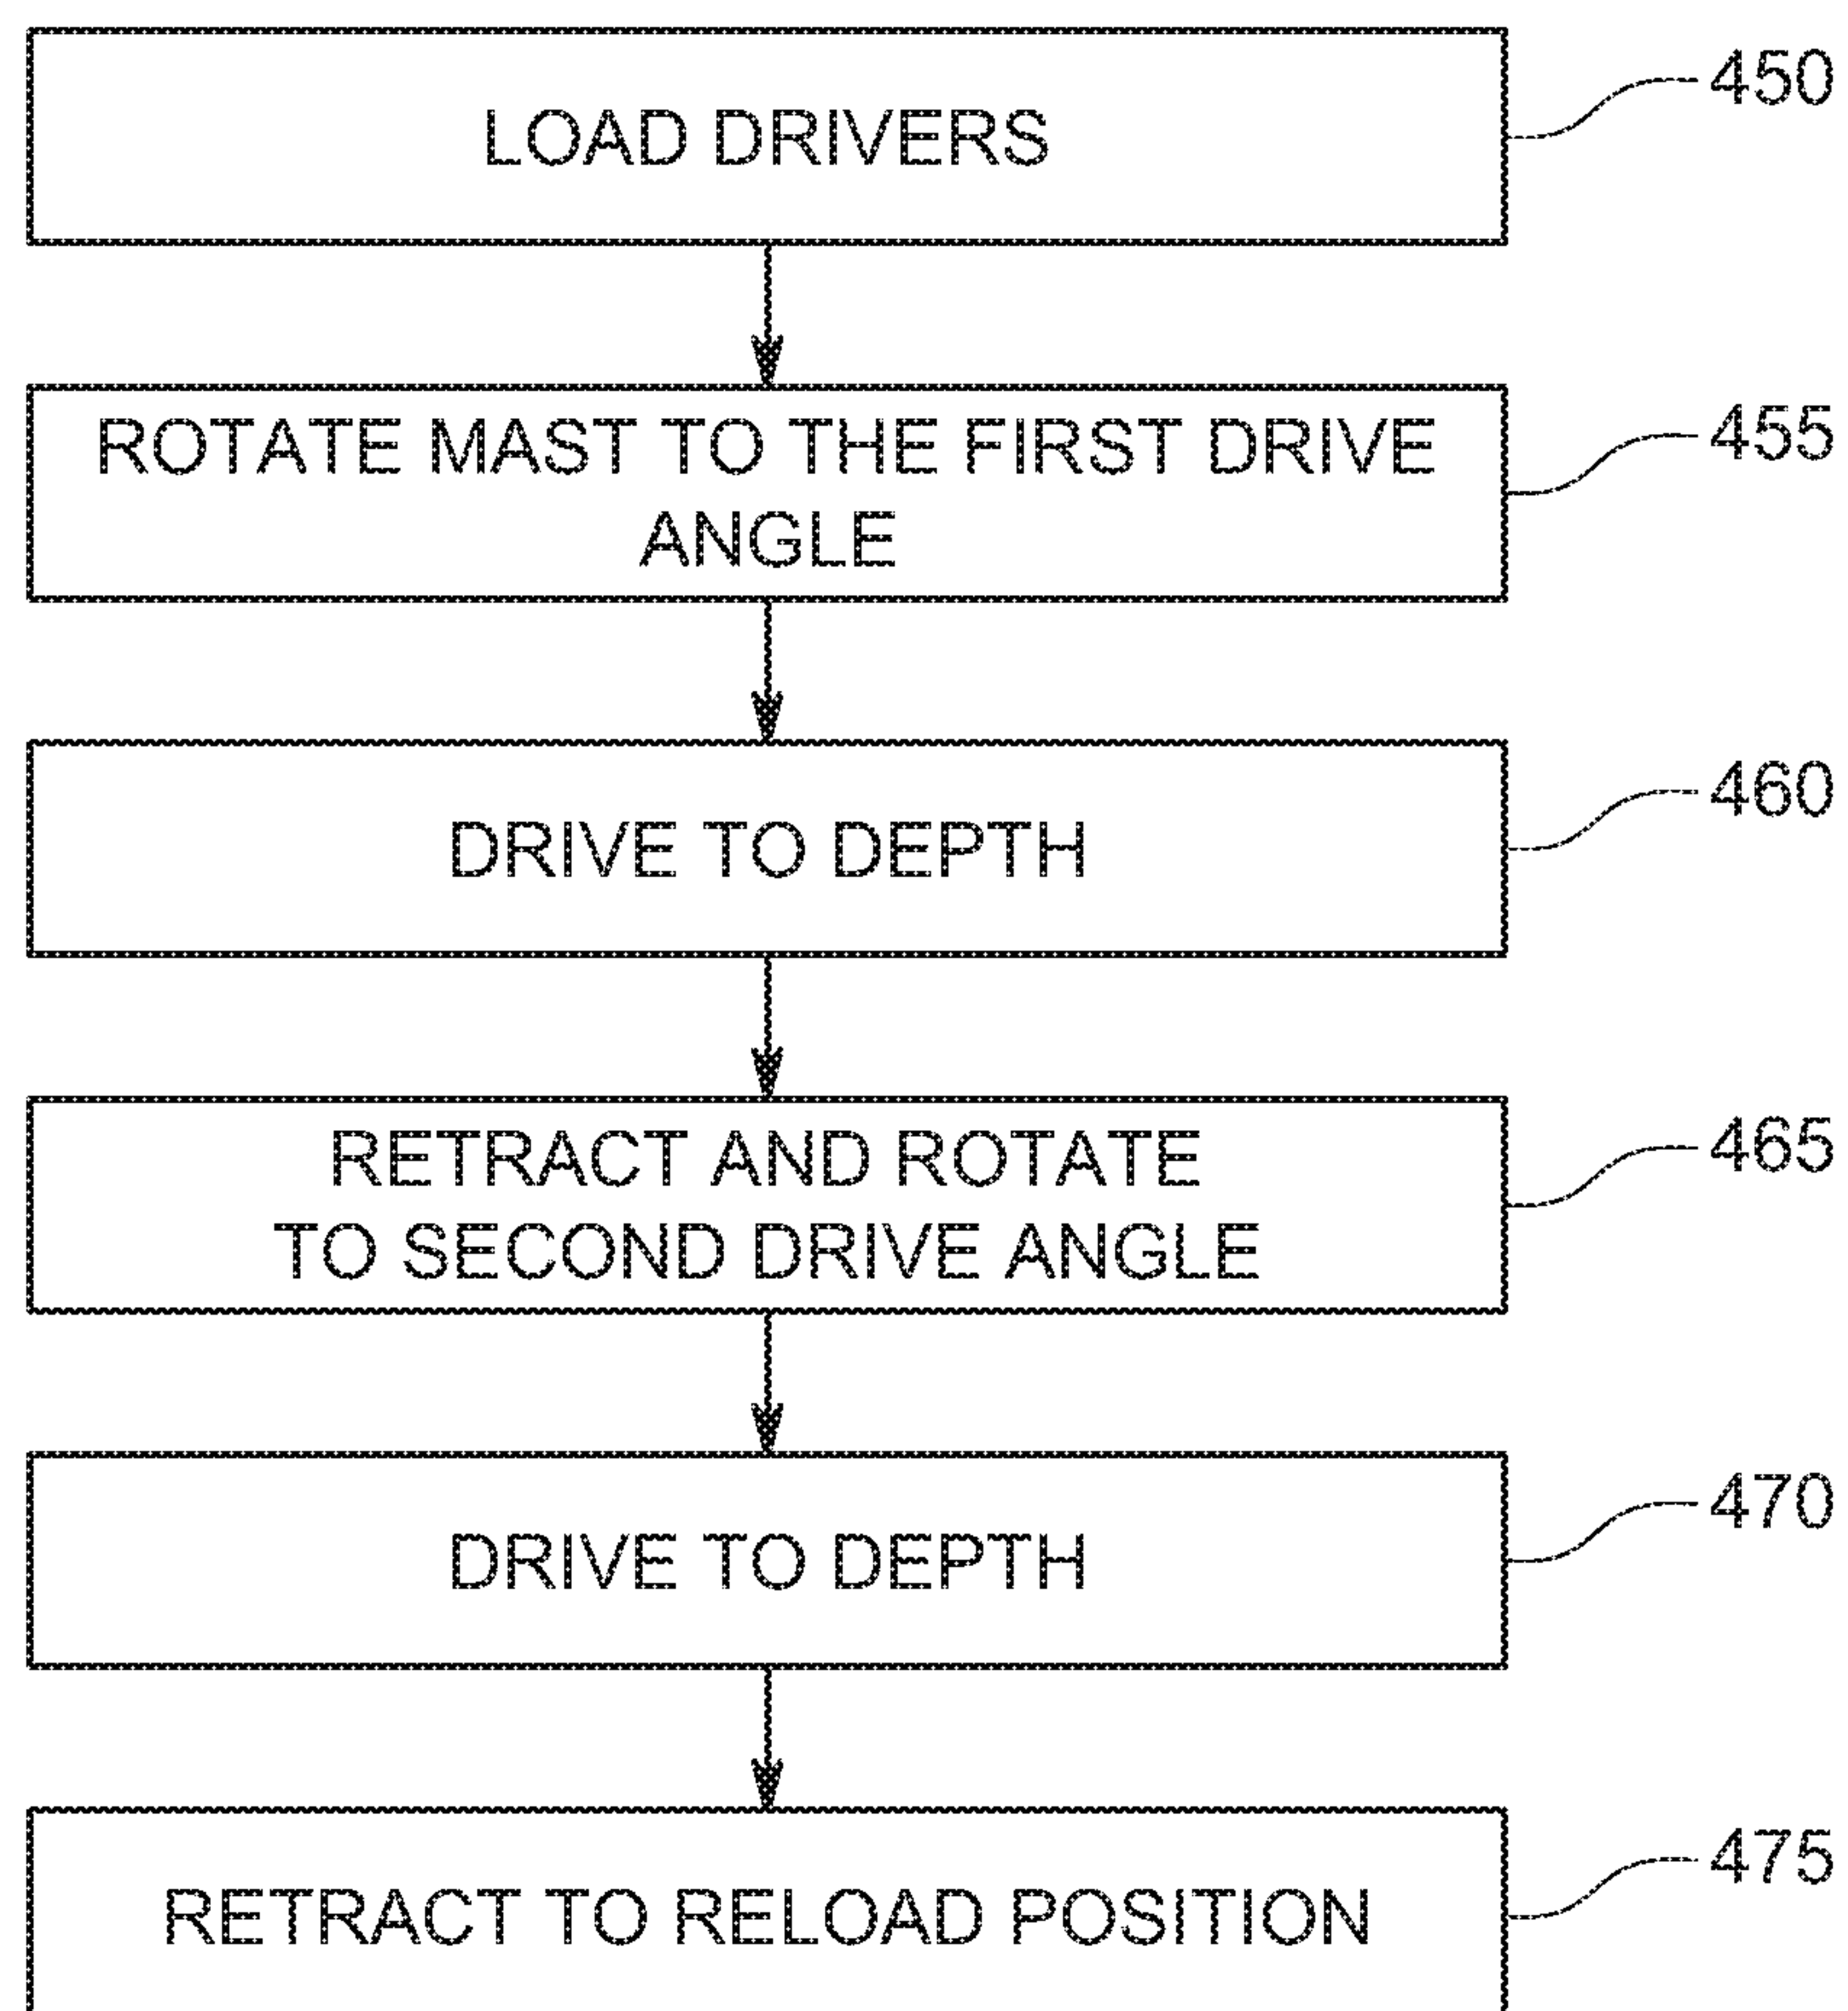 LOAD DRIVERS
450
ROTATE MAST TO THE FIRST DRIVE
ANGLE
455
DRIVE TO DEPTH
460
RETRACT AND ROTATE
TO SECOND DRIVE ANGLE
465
DRIVE TO DEPTH
470
RETRACT TO RELOAD POSITION
475